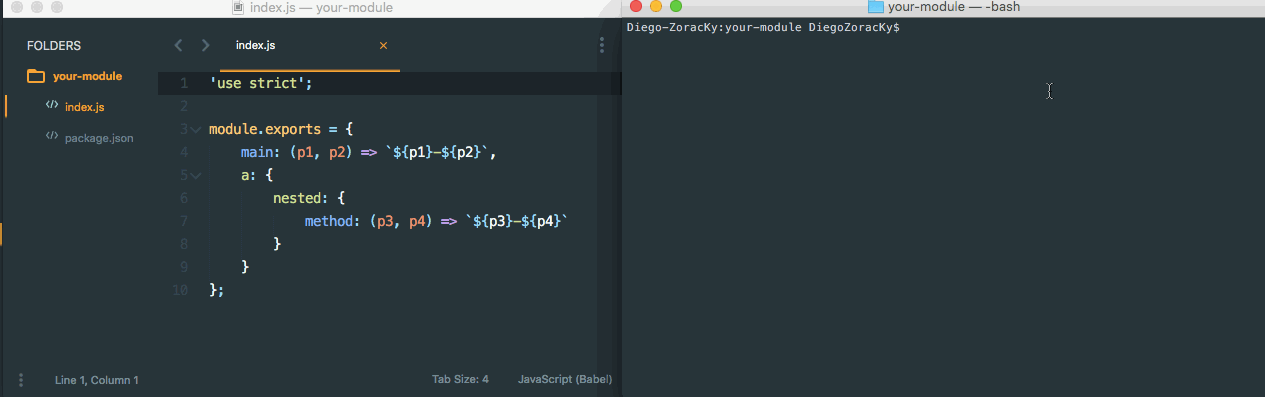 index.js — your-module
FOLDERS
your-module
</> index.js
</> package.json
index.js ×
1 'use strict';
2
3 module.exports = {
4     main: (p1, p2) => `${p1}-${p2}`,
5     a: {
6         nested: {
7             method: (p3, p4) => `${p3}-${p4}`
8         }
9     }
10 };
Line 1, Column 1
Tab Size: 4
JavaScript (Babel)
your-module — -bash
Diego-ZoracKy:your-module DiegoZoracKy$